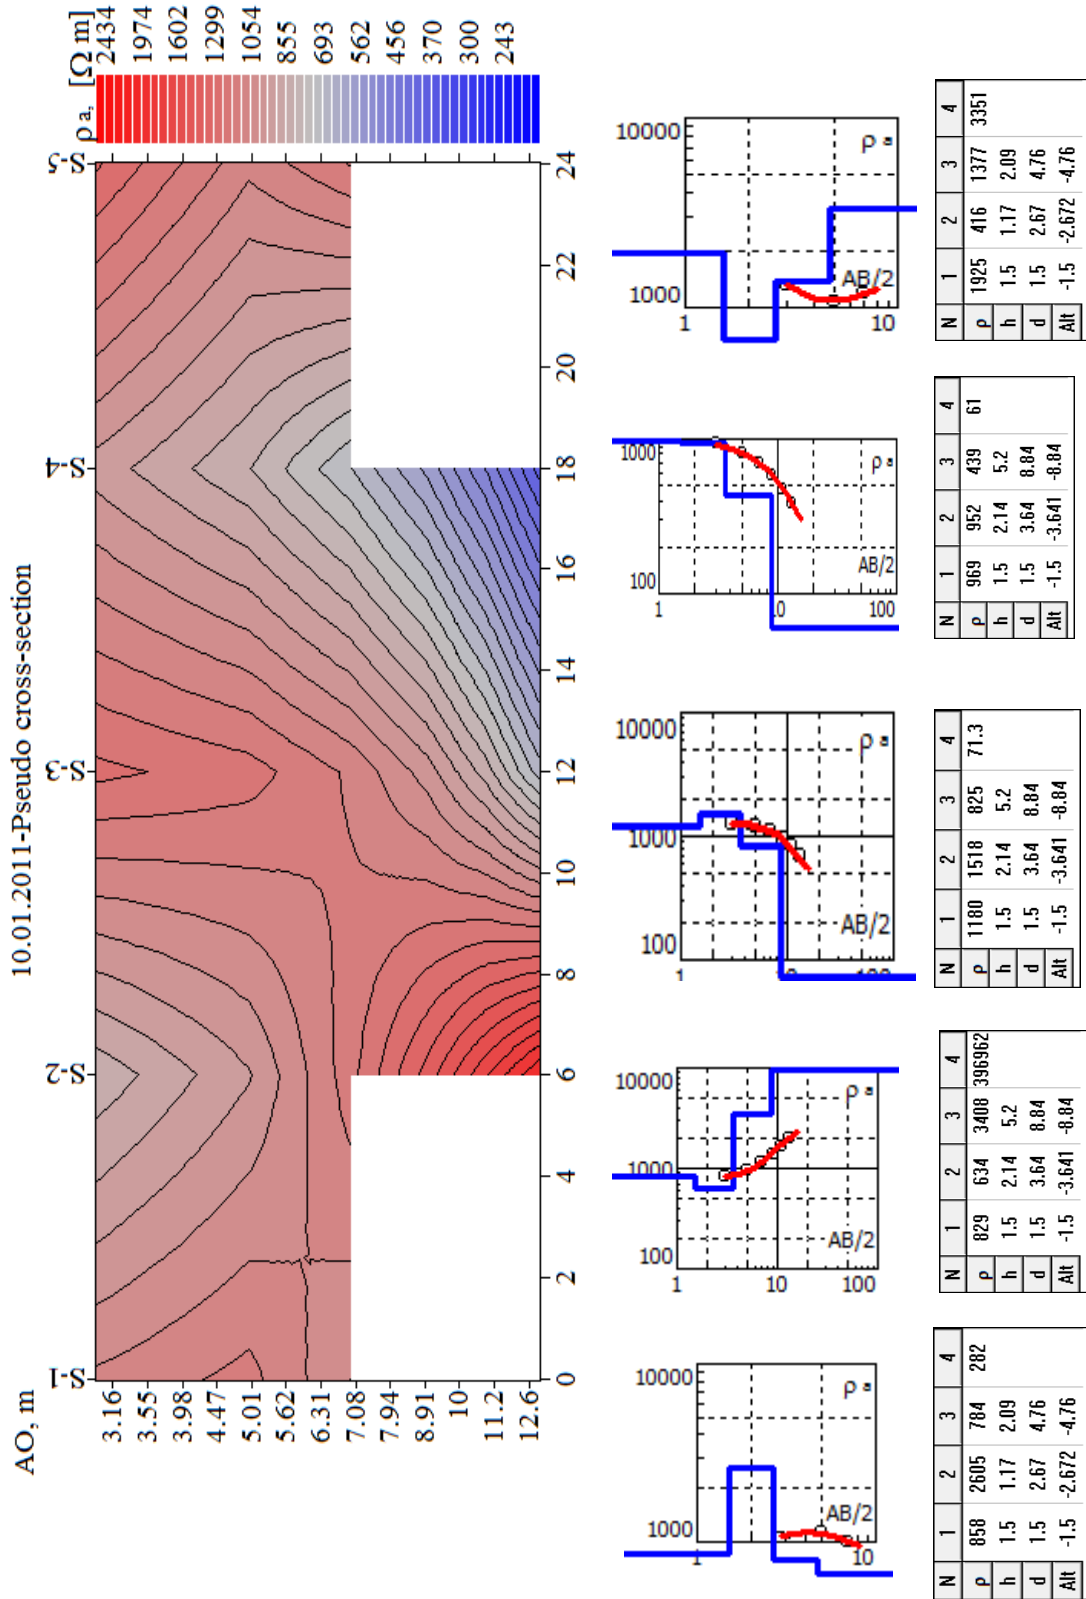 10.01.2011-Pseudo cross-section
AO, m
S-1
S-2
S-3
S-4
S-5
ρa, [Ω m]
3.16
3.55
3.98
4.47
5.01
5.62
6.31
7.08
7.94
8.91
10
11.2
12.6
0
2
4
6
8
10
12
14
16
18
20
22
24
2434
1974
1602
1299
1054
855
693
562
456
370
300
243
10000
ρa
1000
AB/2
1
10
10000
ρa
1000
100
AB/2
1
10
100
10000
ρa
1000
100
AB/2
1
10
100
1000
ρa
100
AB/2
1
10
100
10000
ρa
1000
AB/2
1
10
N 1 2 3 4
ρ 858 2605 784 282
h 1.5 1.17 2.09
d 1.5 2.67 4.76
Alt -1.5 -2.672 -4.76
N 1 2 3 4
ρ 829 634 3408 396962
h 1.5 2.14 5.2
d 1.5 3.64 8.84
Alt -1.5 -3.641 -8.84
N 1 2 3 4
ρ 1180 1518 825 71.3
h 1.5 2.14 5.2
d 1.5 3.64 8.84
Alt -1.5 -3.641 -8.84
N 1 2 3 4
ρ 969 952 439 61
h 1.5 2.14 5.2
d 1.5 3.64 8.84
Alt -1.5 -3.641 -8.84
N 1 2 3 4
ρ 1925 416 1377 3351
h 1.5 1.17 2.09
d 1.5 2.67 4.76
Alt -1.5 -2.672 -4.76